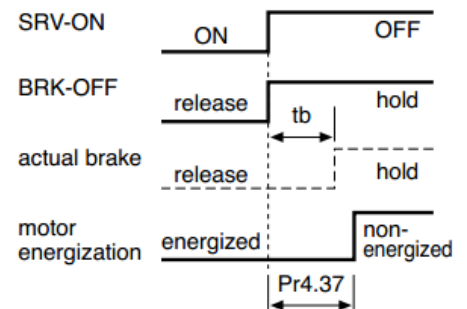 SRV-ON ON OFF
BRK-OFF release hold
tb
actual brake release hold
motor energization energized non-energized
Pr4.37